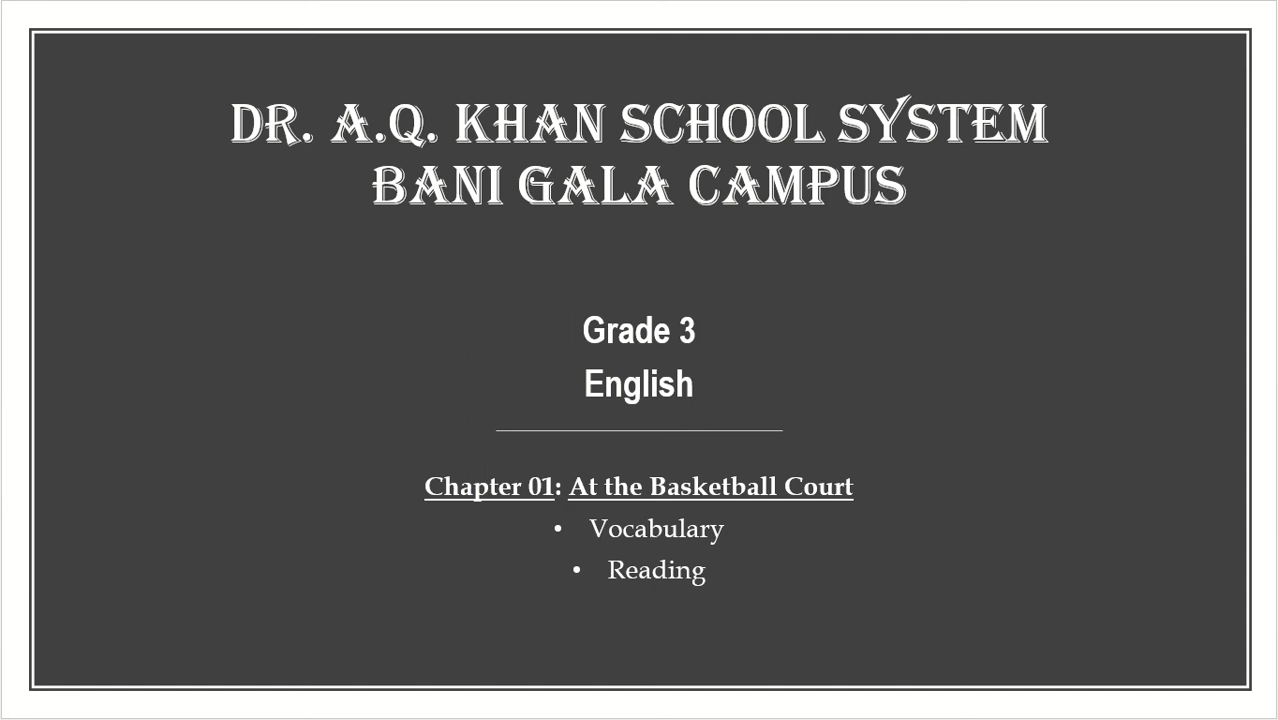 DR. A.Q. KHAN SCHOOL SYSTEM
BANI GALA CAMPUS
Grade 3
English
Chapter 01: At the Basketball Court
• Vocabulary
• Reading